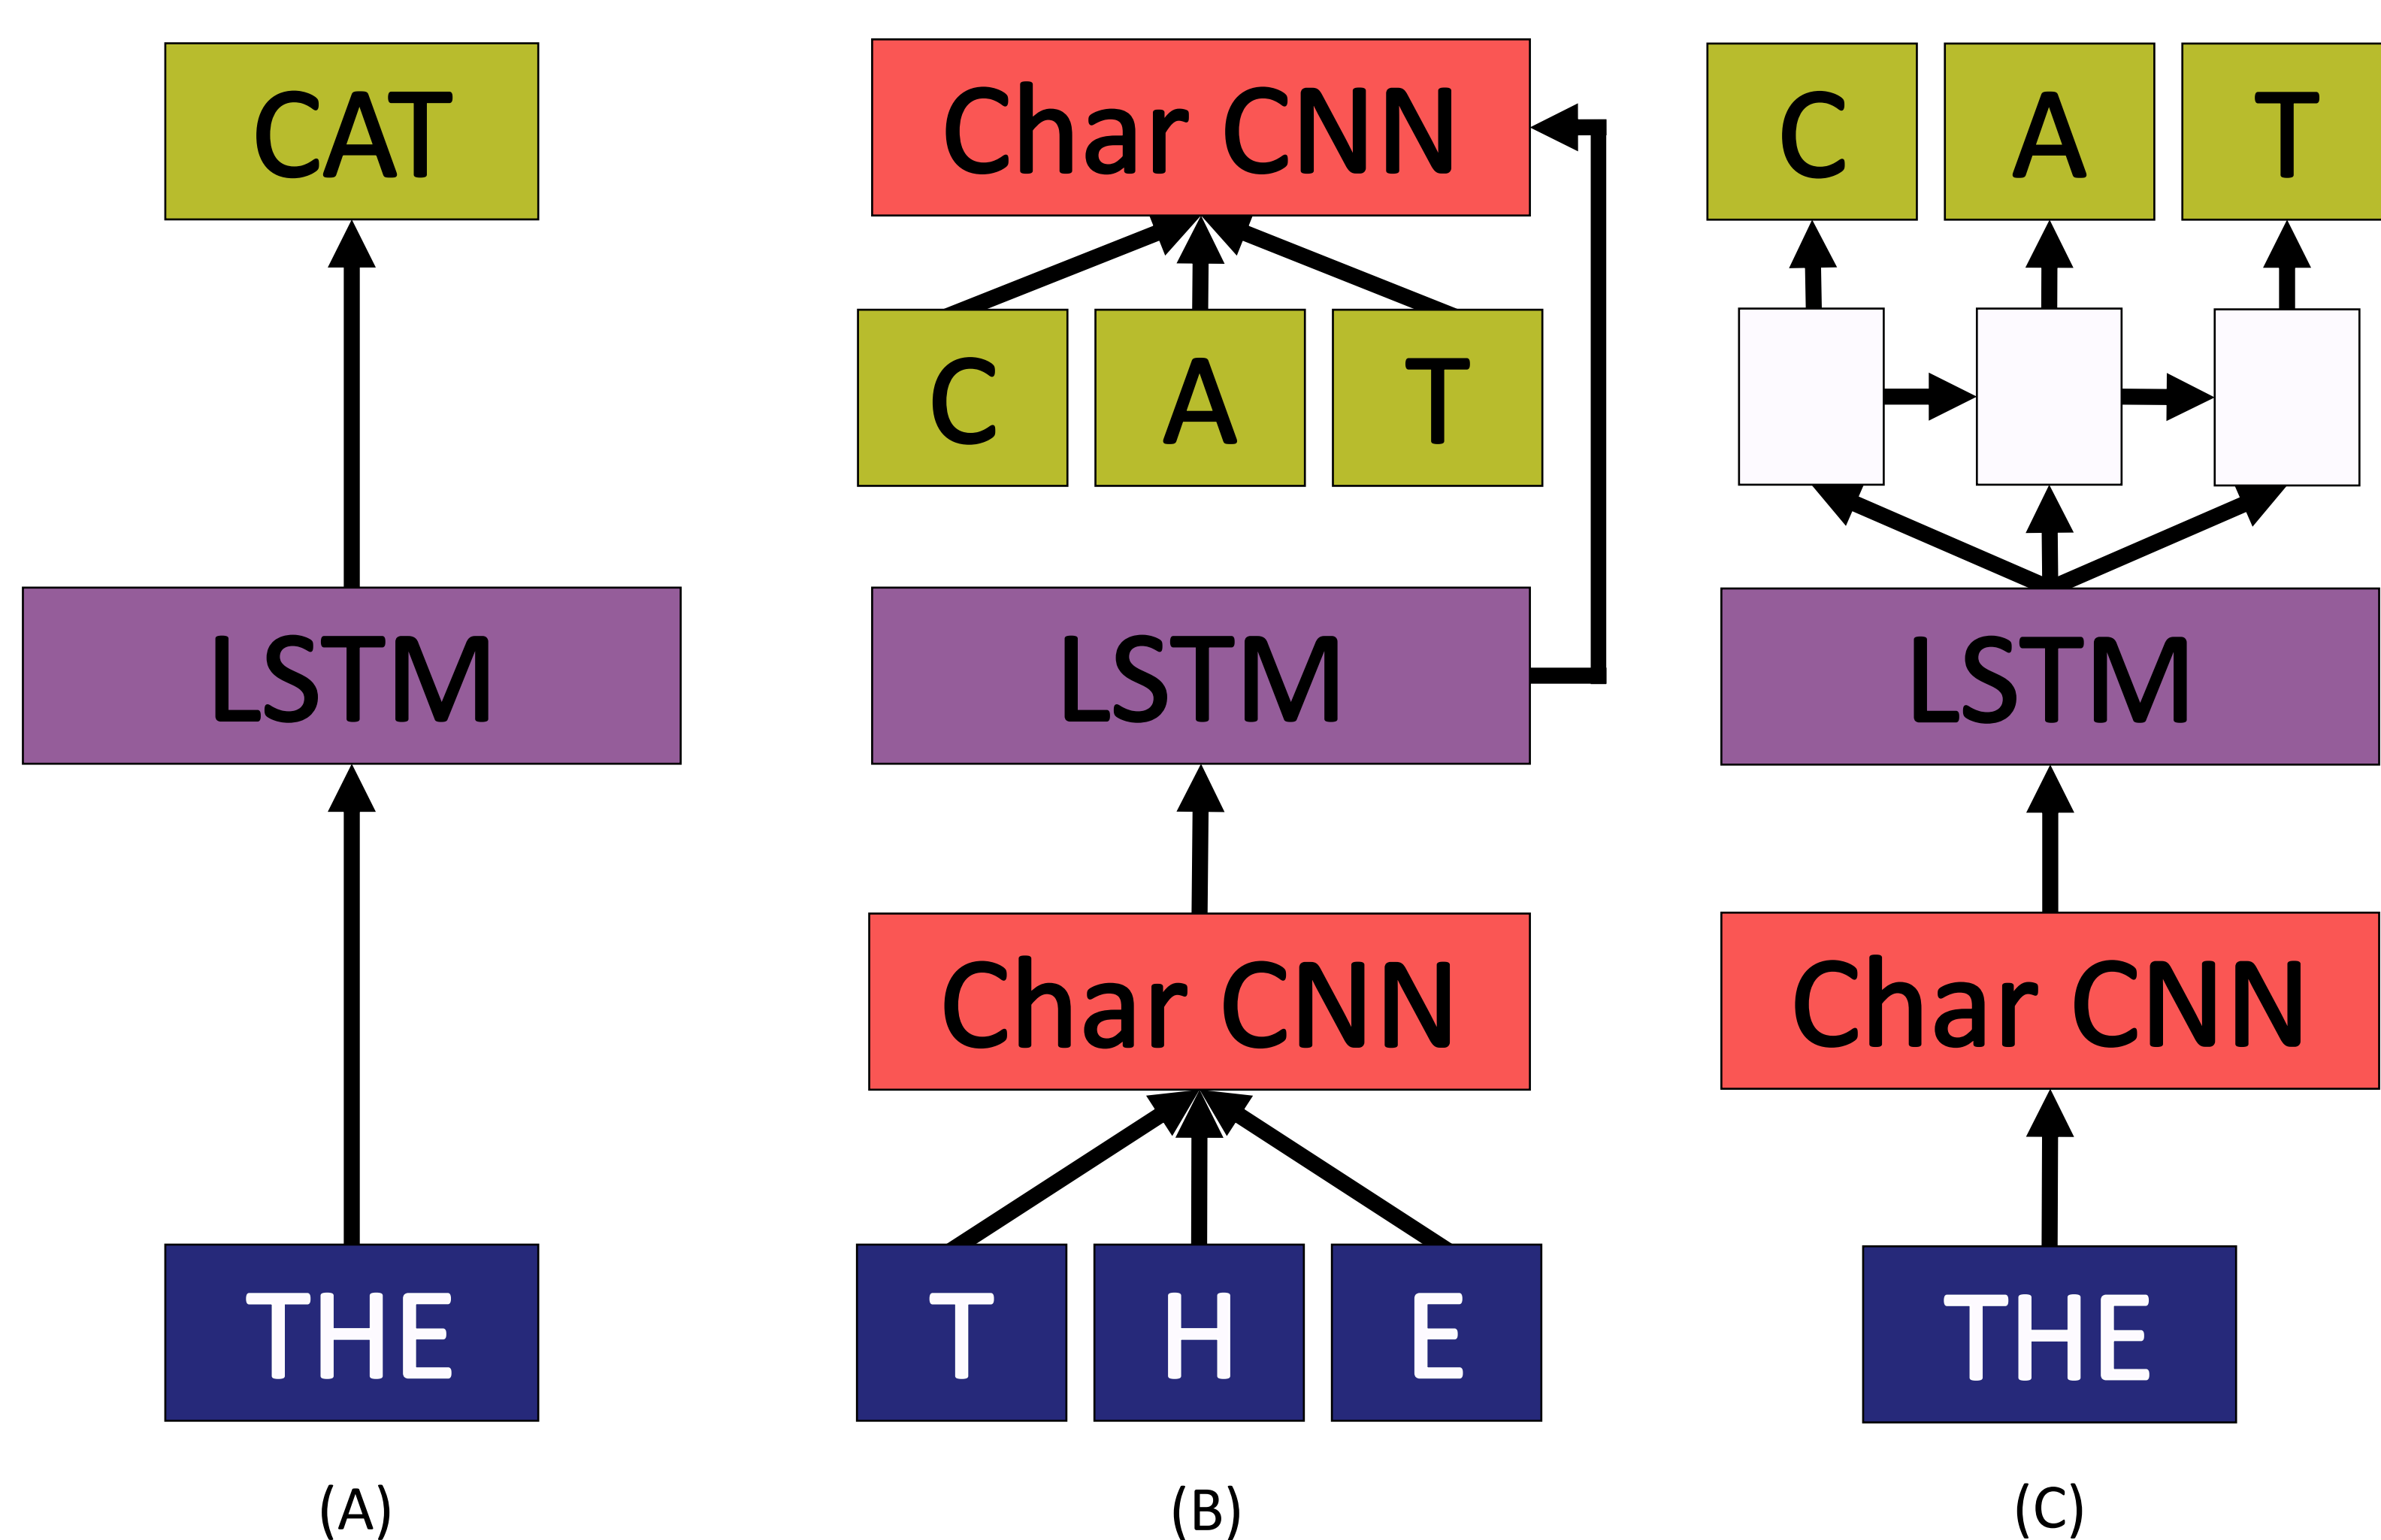 CAT
LSTM
THE
(A)
Char CNN
C A T
LSTM
Char CNN
T H E
(B)
C A T
LSTM
Char CNN
THE
(C)